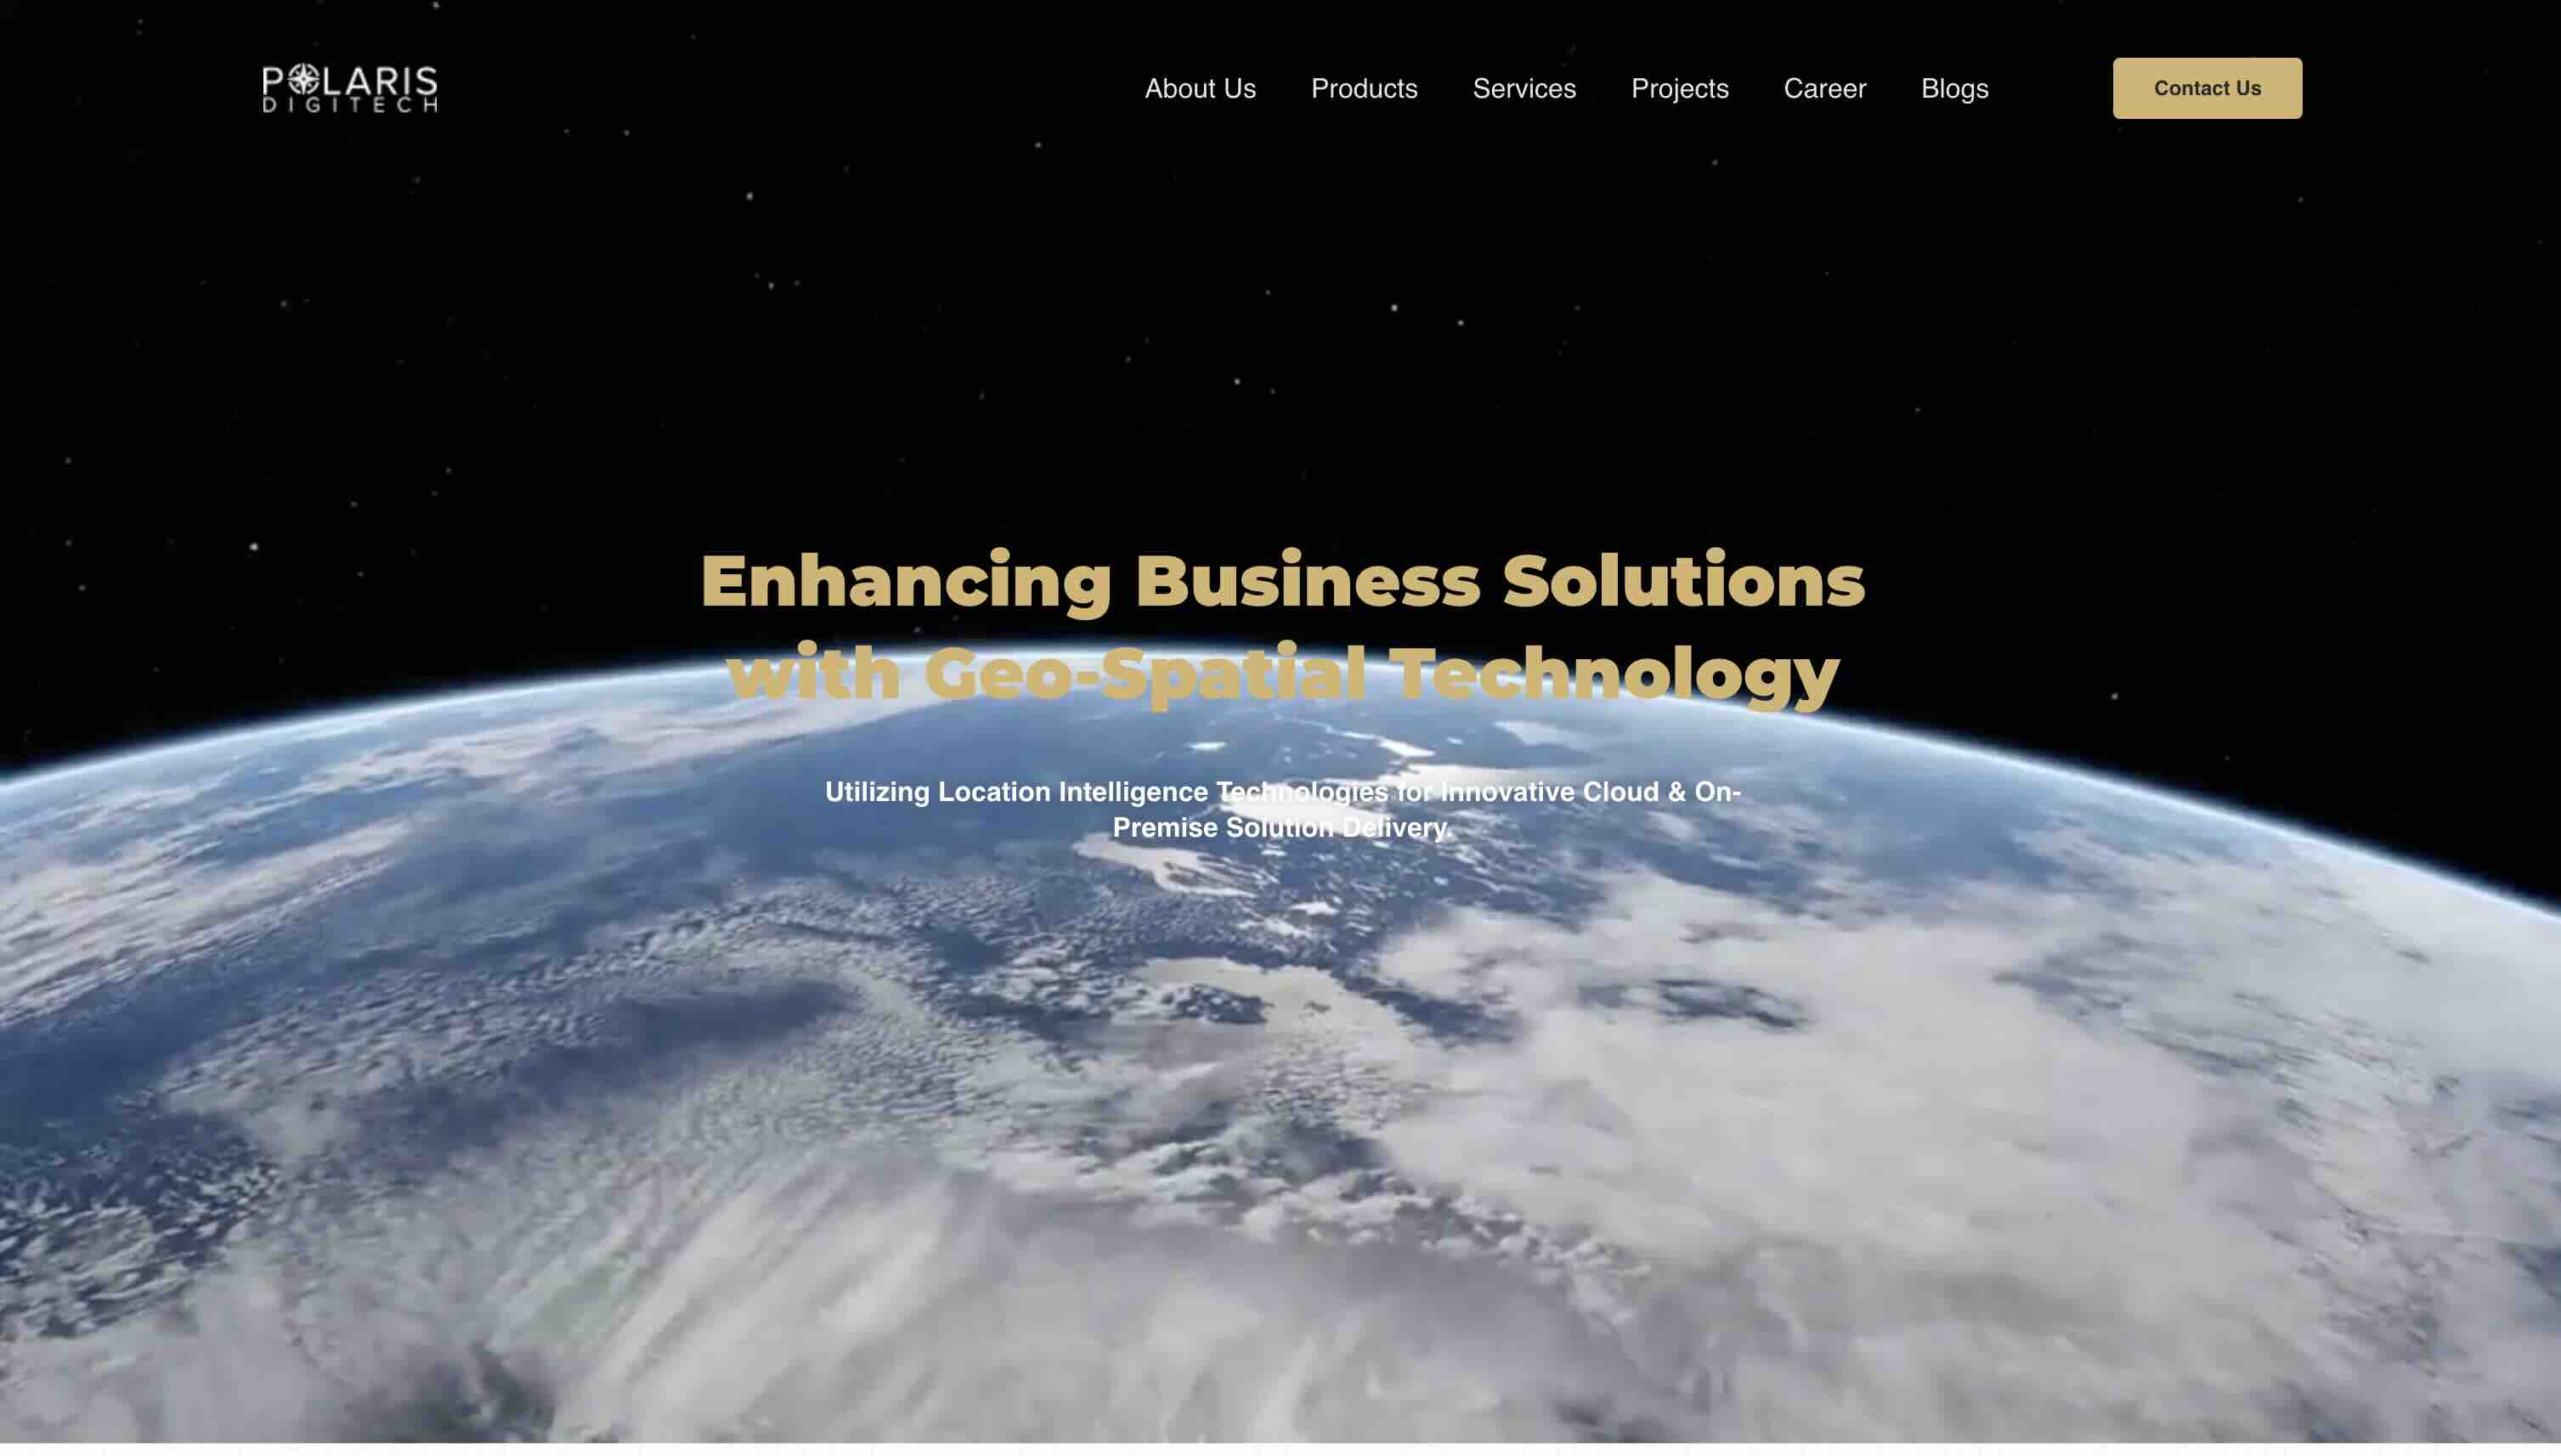 POLARIS
DIGITECH
About Us
Products
Services
Projects
Career
Blogs
Contact Us
Enhancing Business Solutions
with Geo-Spatial Technology
Utilizing Location Intelligence Technologies for Innovative Cloud & On-
Premise Solution Delivery.